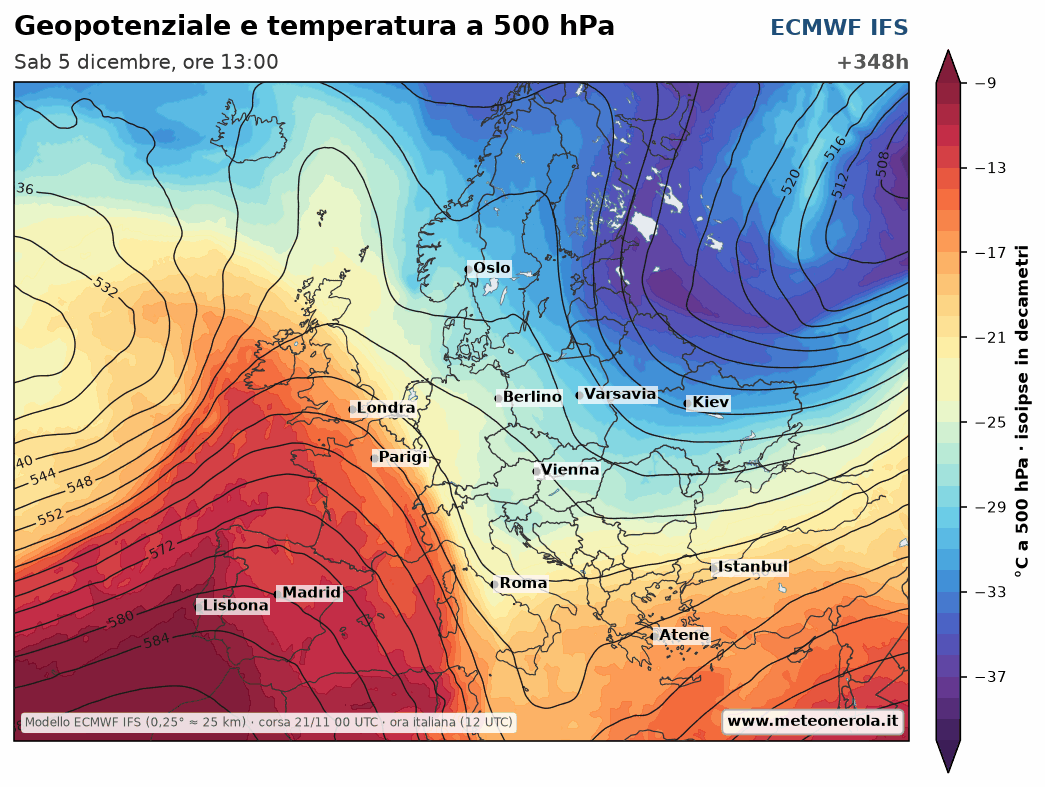 Geopotenziale e temperatura a 500 hPa
ECMWF IFS
Sab 5 dicembre, ore 13:00
+348h
36
532
40
544
548
552
572
580
584
520
516
512
508
Oslo
Londra
Parigi
Berlino
Varsavia
Kiev
Vienna
Roma
Istanbul
Madrid
Lisbona
Atene
Modello ECMWF IFS (0,25° ≈ 25 km) · corsa 21/11 00 UTC · ora italiana (12 UTC)
www.meteonerola.it
−9
−13
−17
−21
−25
−29
−33
−37
°C a 500 hPa · isoipse in decametri